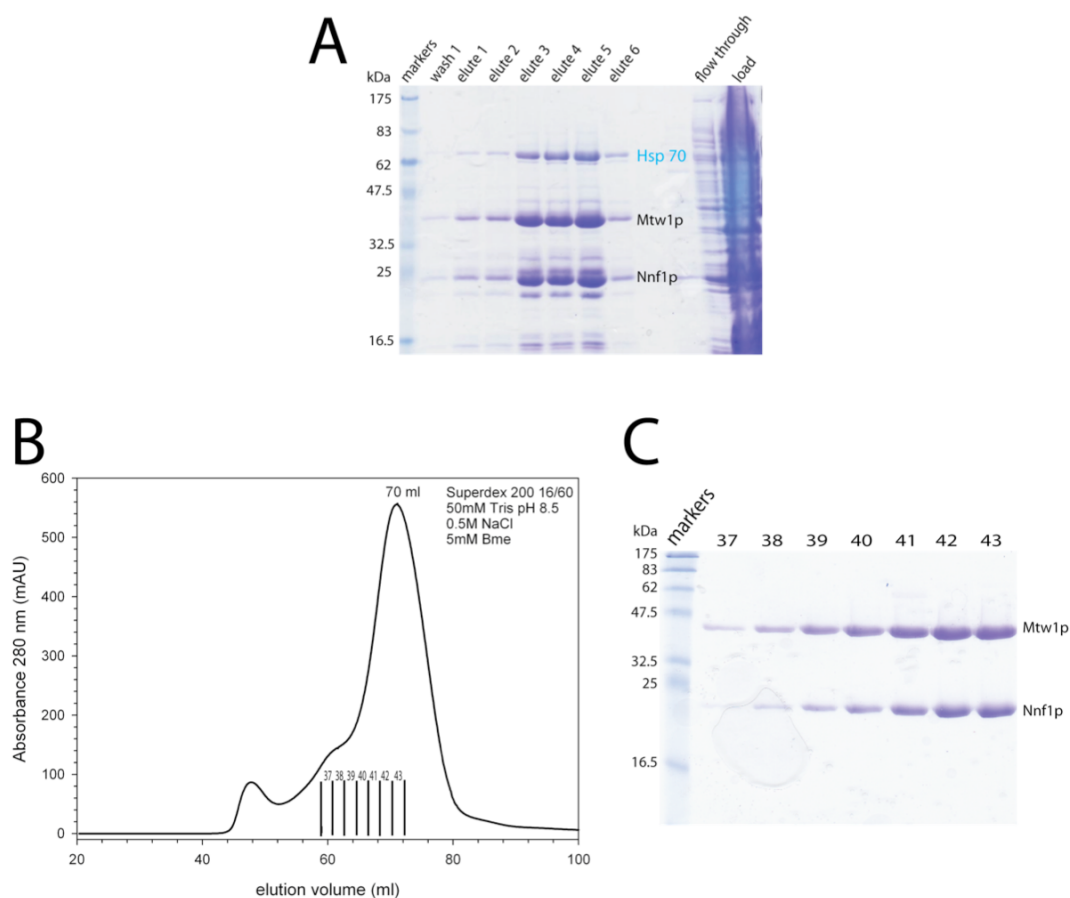 A
markers
wash 1
elute 1
elute 2
elute 3
elute 4
elute 5
elute 6
flow through
load
kDa
175
83
62
47.5
32.5
25
16.5
Hsp 70
Mtw1p
Nnf1p
B
600
500
400
300
200
100
0
Absorbance 280 nm (mAU)
70 ml
Superdex 200 16/60
50mM Tris pH 8.5
0.5M NaCl
5mM Bme
37 38 39 40 41 42 43
20 40 60 80 100
elution volume (ml)
C
markers
37 38 39 40 41 42 43
kDa
175
83
62
47.5
32.5
25
16.5
Mtw1p
Nnf1p